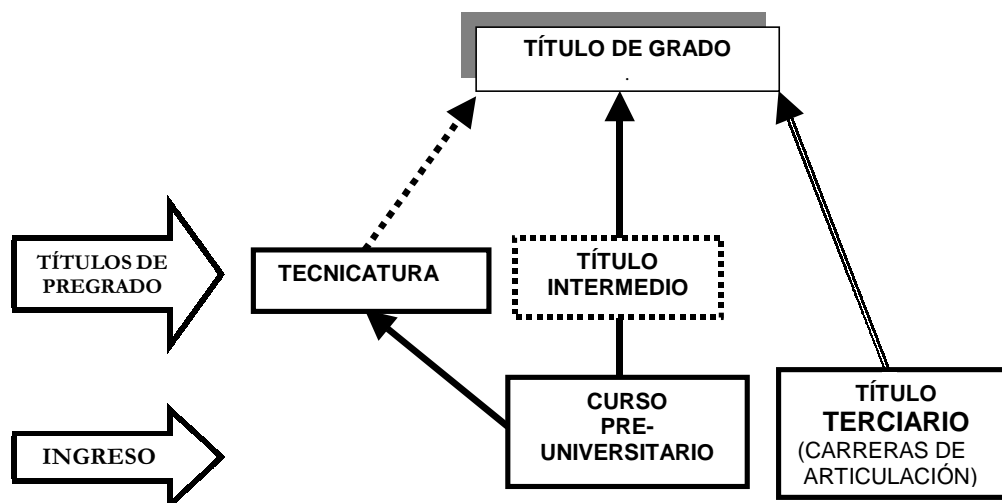 TÍTULO DE GRADO
.
TÍTULOS DE
PREGRADO
TECNICATURA
TÍTULO
INTERMEDIO
INGRESO
CURSO
PRE-
UNIVERSITARIO
TÍTULO
TERCIARIO
(CARRERAS DE
ARTICULACIÓN)